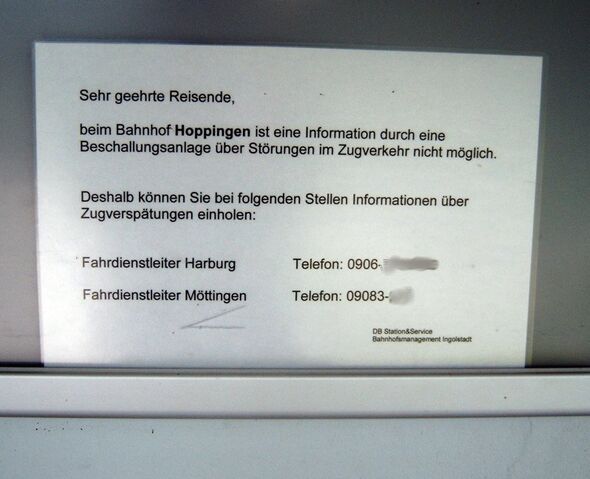 Sehr geehrte Reisende,
beim Bahnhof Hoppingen ist eine Information durch eine
Beschallungsanlage über Störungen im Zugverkehr nicht möglich.
Deshalb können Sie bei folgenden Stellen Informationen über
Zugverspätungen einholen:
Fahrdienstleiter Harburg Telefon: 0906-
Fahrdienstleiter Möttingen Telefon: 09083-
DB Station&Service
Bahnhofsmanagement Ingolstadt